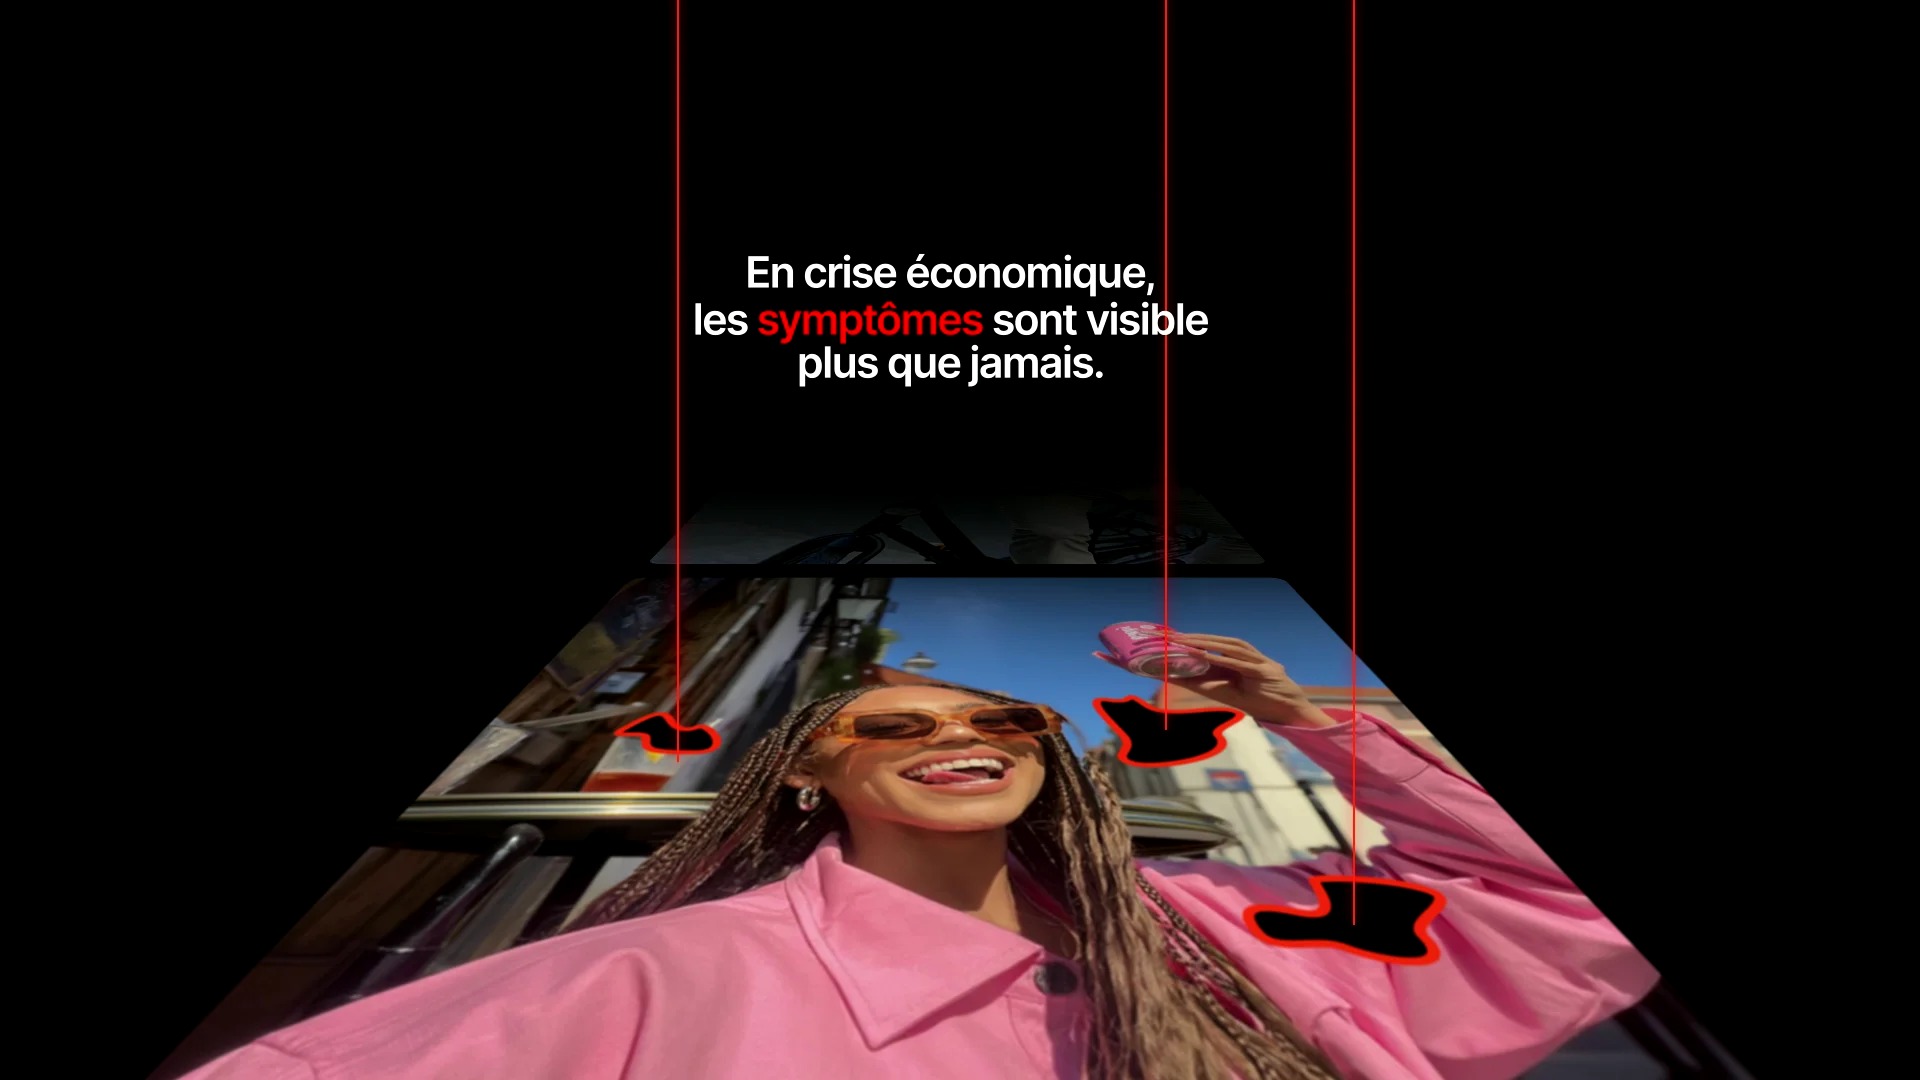 En crise économique,
les symptômes sont visible
plus que jamais.